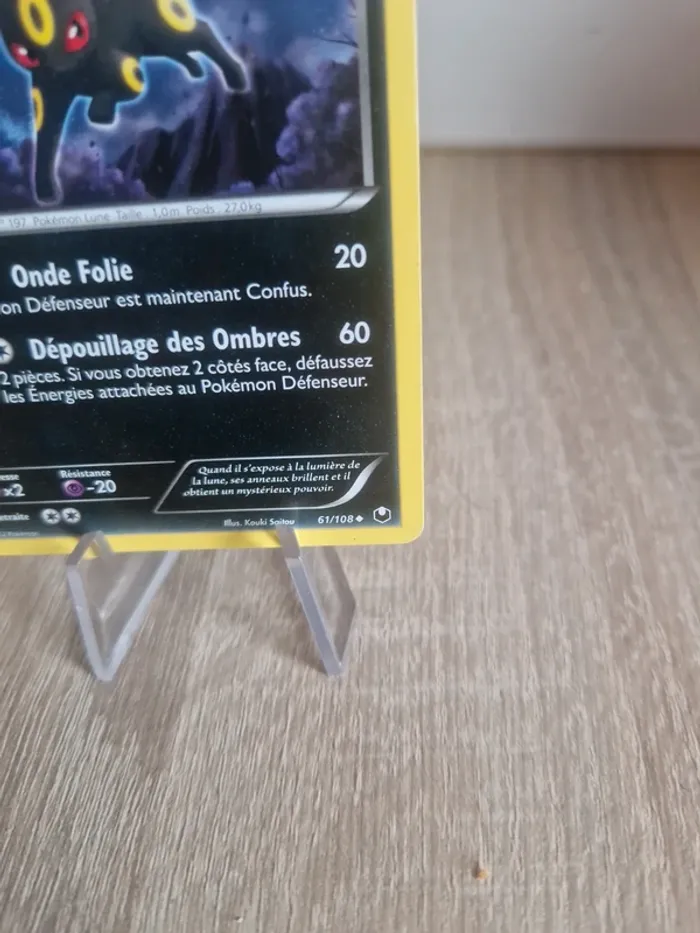 197 Pokémon Lune Taille : 1,0m Poids : 27,0kg
Onde Folie 20
on Défenseur est maintenant Confus.
Dépouillage des Ombres 60
2 pièces. Si vous obtenez 2 côtés face, défaussez
les Énergies attachées au Pokémon Défenseur.
esse Résistance
x2 -20
etraite
Quand il s'expose à la lumière de
la lune, ses anneaux brillent et il
obtient un mystérieux pouvoir.
Illus. Kouki Saitou 61/108